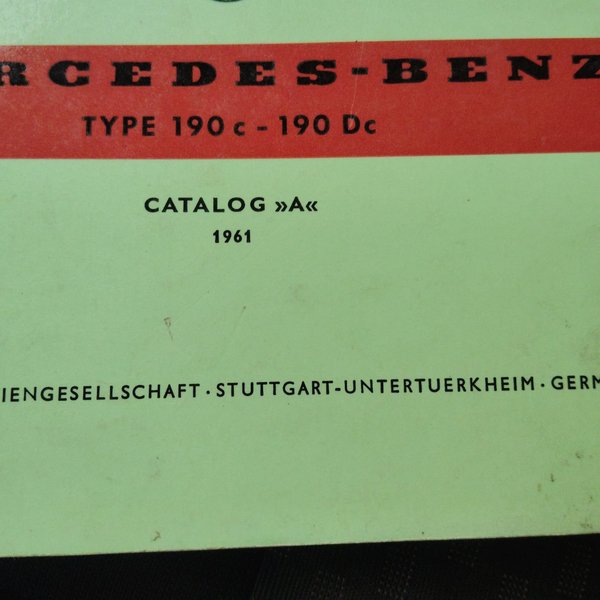 RCEDES-BENZ
TYPE 190 c - 190 Dc
CATALOG »A«
1961
IENGESELLSCHAFT · STUTTGART-UNTERTUERKHEIM · GERM